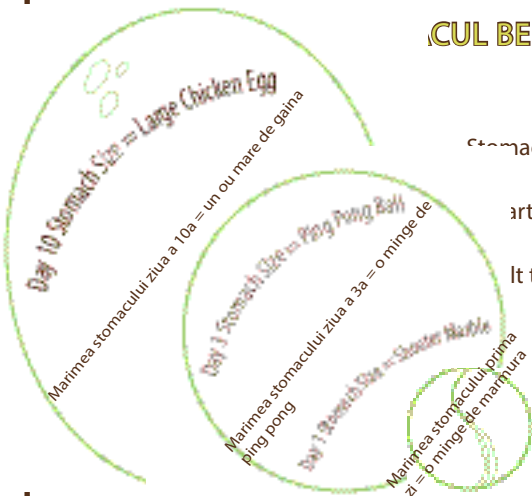 CUL BE
Stomac
art
lt t
Day 10 Stomach Size = Large Chicken Egg
Marimea stomacului ziua a 10a = un ou mare de gaina
Day 3 Stomach Size = Ping Pong Ball
Marimea stomacului ziua a 3a = o minge de
ping pong
Day 1 Stomach Size = Shooter Marble
Marimea stomacului prima
zi = o minge de marmura